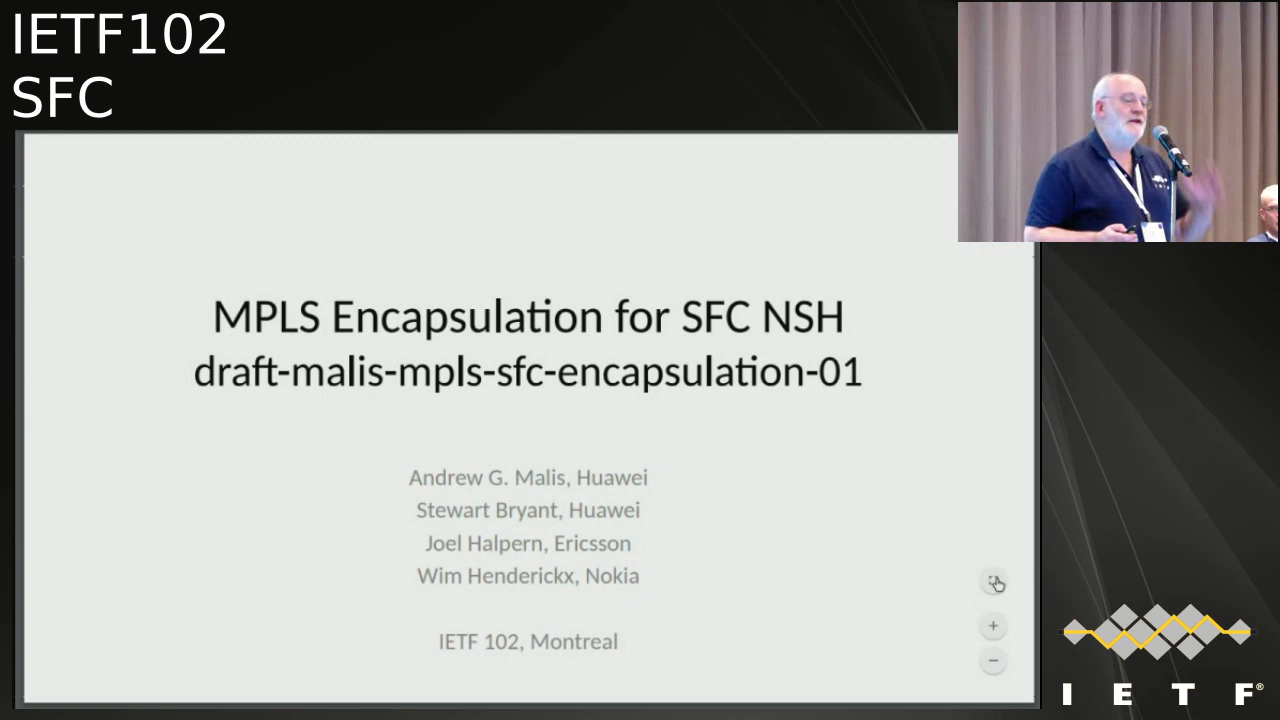 IETF102
SFC
MPLS Encapsulation for SFC NSH
draft-malis-mpls-sfc-encapsulation-01
Andrew G. Malis, Huawei
Stewart Bryant, Huawei
Joel Halpern, Ericsson
Wim Henderickx, Nokia
IETF 102, Montreal
I E T F®